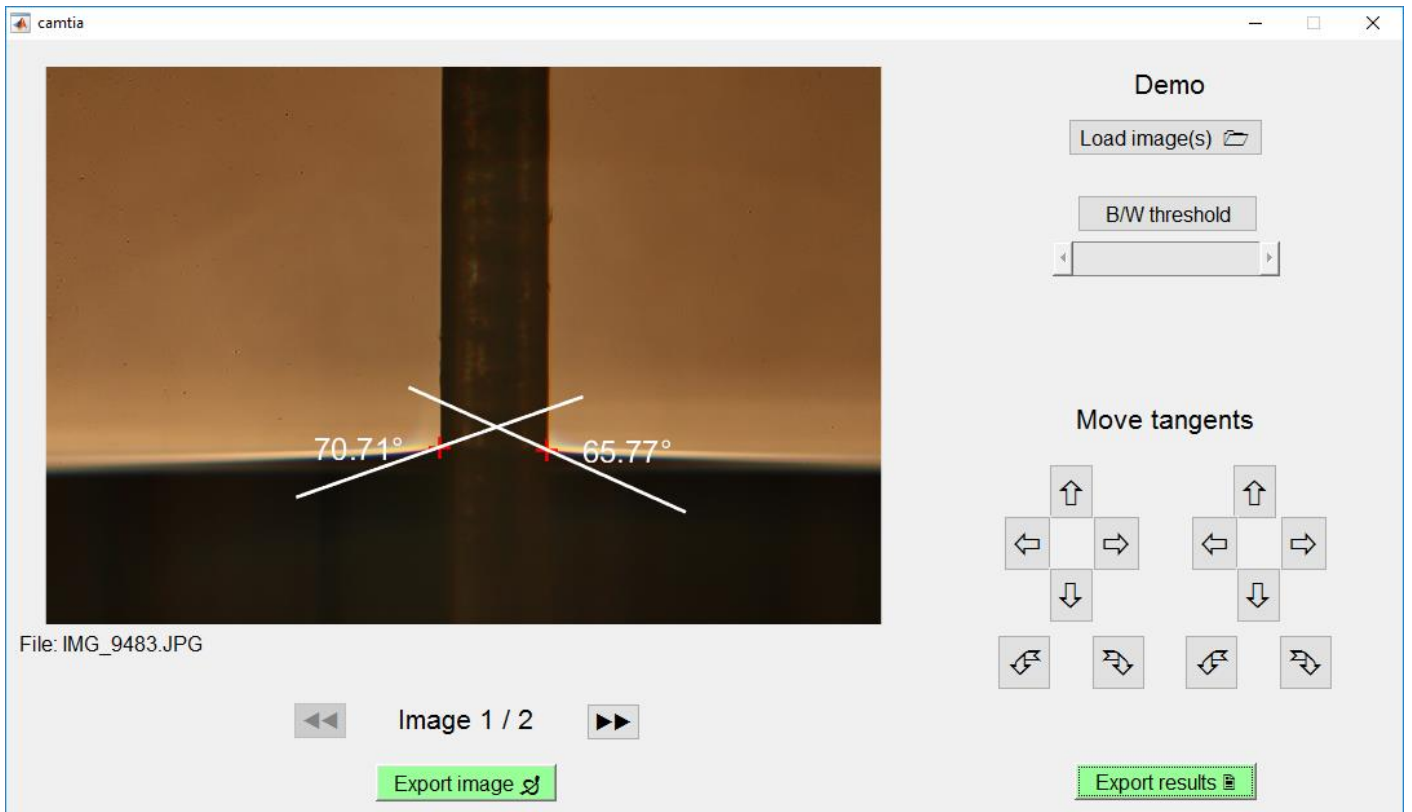 camtia
Demo
Load image(s)
B/W threshold
70.71°
65.77°
Move tangents
File: IMG_9483.JPG
Image 1 / 2
Export image
Export results